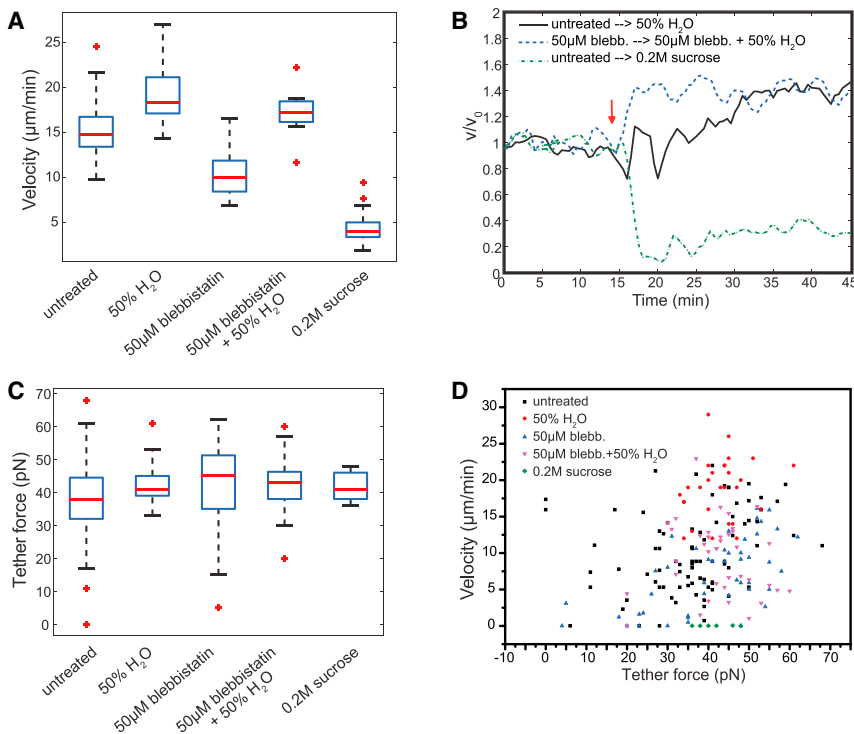 A
Velocity (μm/min)
25
20
15
10
5
untreated
50% H2O
50μM blebbistatin
50μM blebbistatin
+ 50% H2O
0.2M sucrose
B
v/v0
2
1.8
1.6
1.4
1.2
1
0.8
0.6
0.4
0.2
0
untreated --> 50% H2O
50μM blebb. --> 50μM blebb. + 50% H2O
untreated --> 0.2M sucrose
0 5 10 15 20 25 30 35 40 45
Time (min)
C
Tether force (pN)
70
60
50
40
30
20
10
0
untreated
50% H2O
50μM blebbistatin
50μM blebbistatin
+ 50% H2O
0.2M sucrose
D
Velocity (μm/min)
30
25
20
15
10
5
0
untreated
50% H2O
50μM blebb.
50μM blebb.+50% H2O
0.2M sucrose
-10 0 10 20 30 40 50 60 70
Tether force (pN)